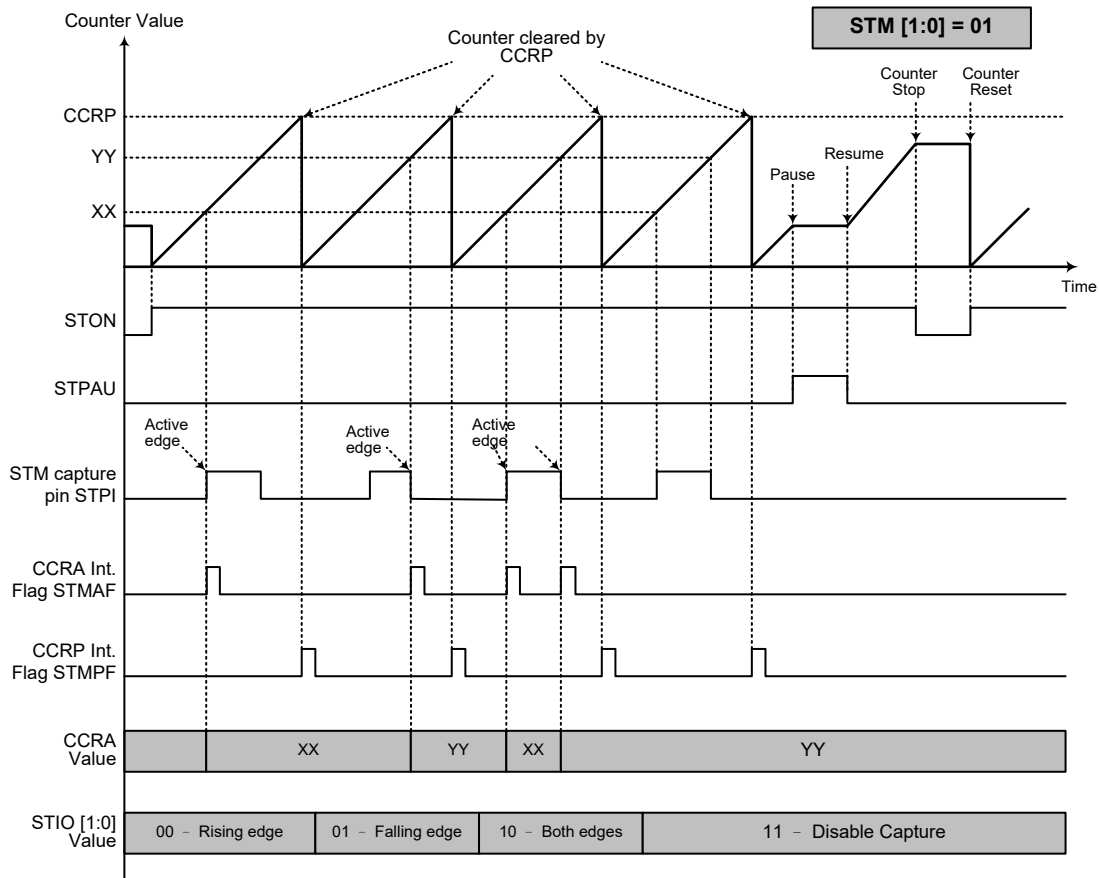 Counter Value
STM [1:0] = 01
Counter cleared by
CCRP
Counter
Stop
Counter
Reset
CCRP
YY
Resume
Pause
XX
Time
STON
STPAU
Active
edge
Active
edge
Active
edge
STM capture
pin STPI
CCRA Int.
Flag STMAF
CCRP Int.
Flag STMPF
CCRA
Value
XX
YY
XX
YY
STIO [1:0]
Value
00 - Rising edge
01 - Falling edge
10 - Both edges
11 - Disable Capture